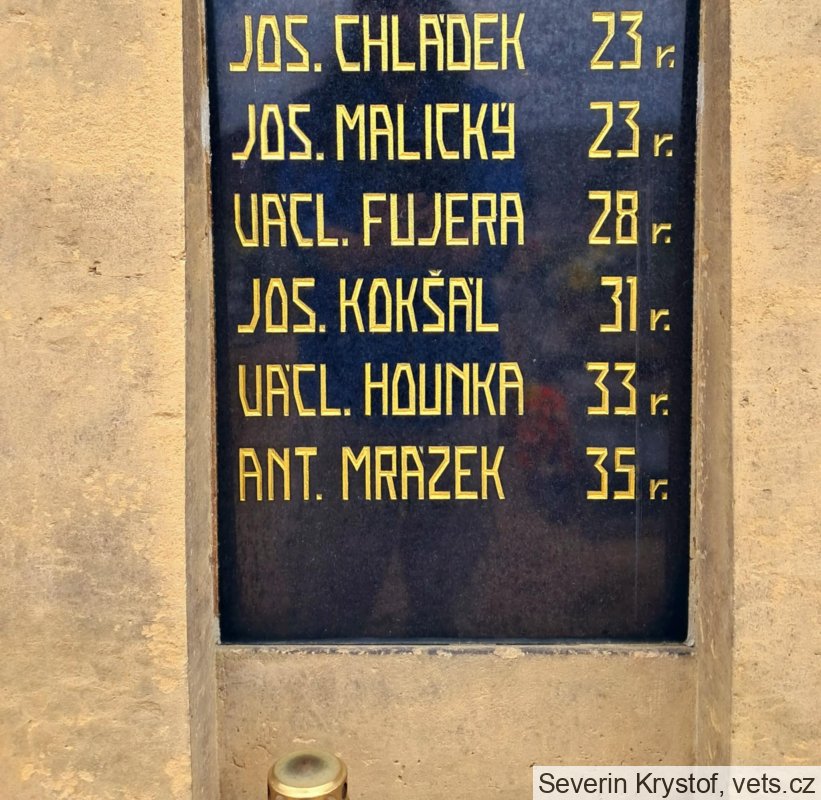 JOS. CHLÁDEK 23 r.
JOS. MALICKÝ 23 r.
VÁCL. FUJERA 28 r.
JOS. KOKŠÁL 31 r.
VÁCL. HOUNKA 33 r.
ANT. MRÁZEK 35 r.
Severin Krystof, vets.cz